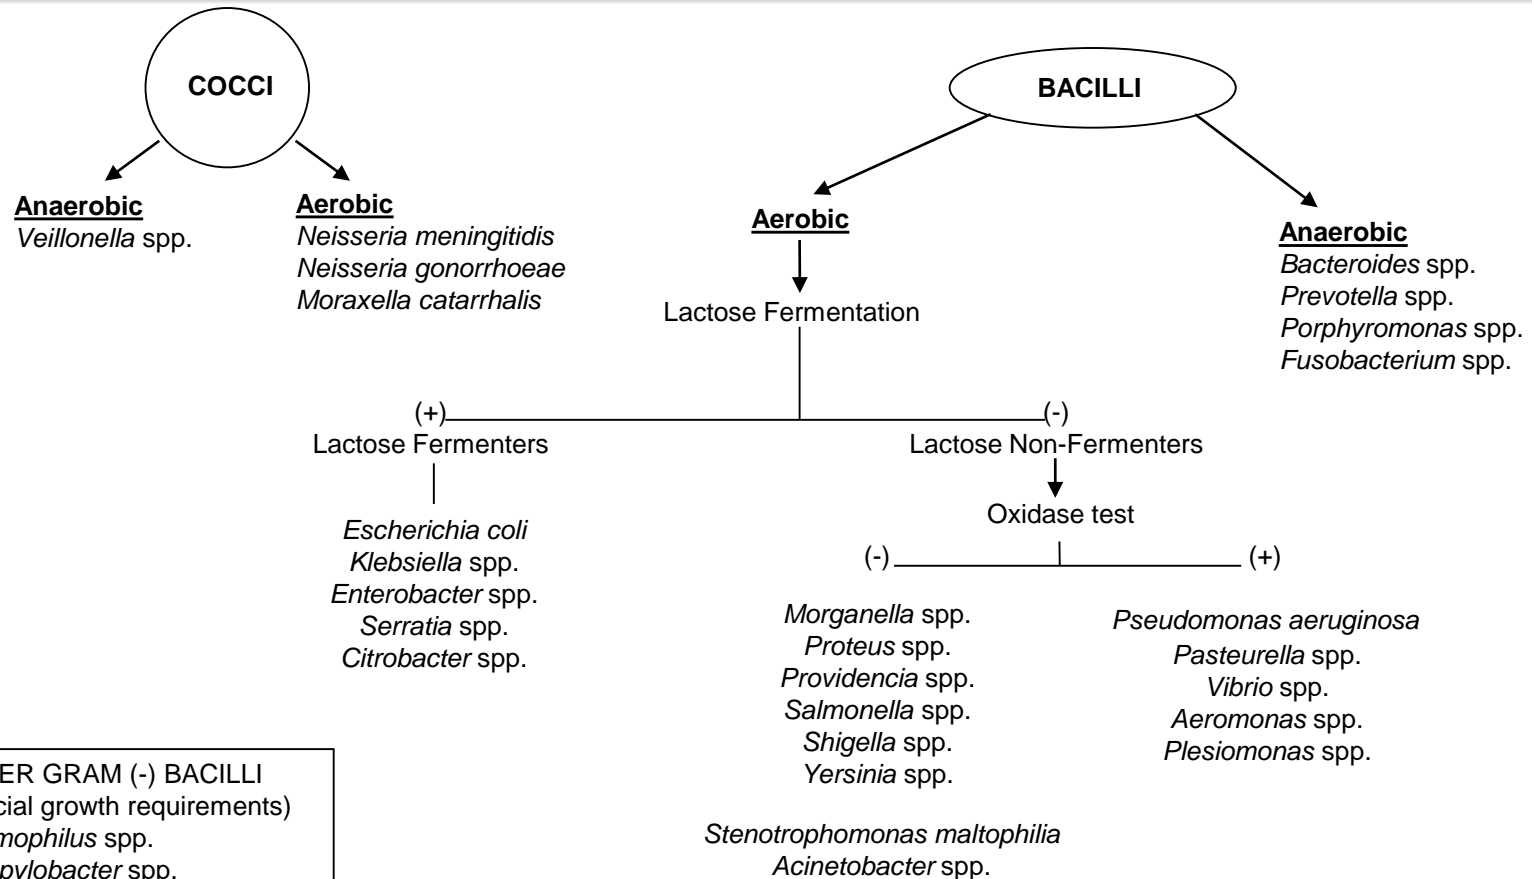 COCCI
BACILLI
Anaerobic
Veillonella spp.
Aerobic
Neisseria meningitidis
Neisseria gonorrhoeae
Moraxella catarrhalis
Aerobic
Lactose Fermentation
Anaerobic
Bacteroides spp.
Prevotella spp.
Porphyromonas spp.
Fusobacterium spp.
(+)
Lactose Fermenters
Escherichia coli
Klebsiella spp.
Enterobacter spp.
Serratia spp.
Citrobacter spp.
(-)
Lactose Non-Fermenters
Oxidase test
(-)
Morganella spp.
Proteus spp.
Providencia spp.
Salmonella spp.
Shigella spp.
Yersinia spp.
Stenotrophomonas maltophilia
Acinetobacter spp.
(+)
Pseudomonas aeruginosa
Pasteurella spp.
Vibrio spp.
Aeromonas spp.
Plesiomonas spp.
GRAM (-) BACILLI
growth requirements)
spp.
spp.